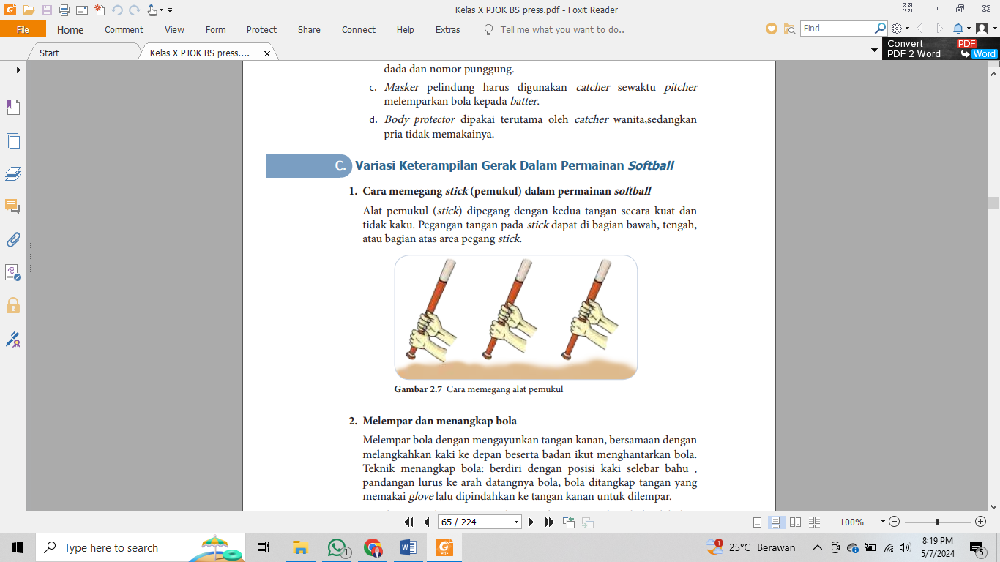 Kelas X PJOK BS press.pdf - Foxit Reader
File Home Comment View Form Protect Share Connect Help Extras Tell me what you want to do.. Find
Start Kelas X PJOK BS press.... Convert PDF
PDF 2 Word Word
dada dan nomor punggung.
c. Masker pelindung harus digunakan catcher sewaktu pitcher
melemparkan bola kepada batter.
d. Body protector dipakai terutama oleh catcher wanita,sedangkan
pria tidak memakainya.
C. Variasi Keterampilan Gerak Dalam Permainan Softball
1. Cara memegang stick (pemukul) dalam permainan softball
Alat pemukul (stick) dipegang dengan kedua tangan secara kuat dan
tidak kaku. Pegangan tangan pada stick dapat di bagian bawah, tengah,
atau bagian atas area pegang stick.
Gambar 2.7 Cara memegang alat pemukul
2. Melempar dan menangkap bola
Melempar bola dengan mengayunkan tangan kanan, bersamaan dengan
melangkahkan kaki ke depan beserta badan ikut menghantarkan bola.
Teknik menangkap bola: berdiri dengan posisi kaki selebar bahu ,
pandangan lurus ke arah datangnya bola, bola ditangkap tangan yang
memakai glove lalu dipindahkan ke tangan kanan untuk dilempar.
65 / 224 100%
Type here to search 1 PDF 1 25°C Berawan 8:19 PM
5/7/2024 5